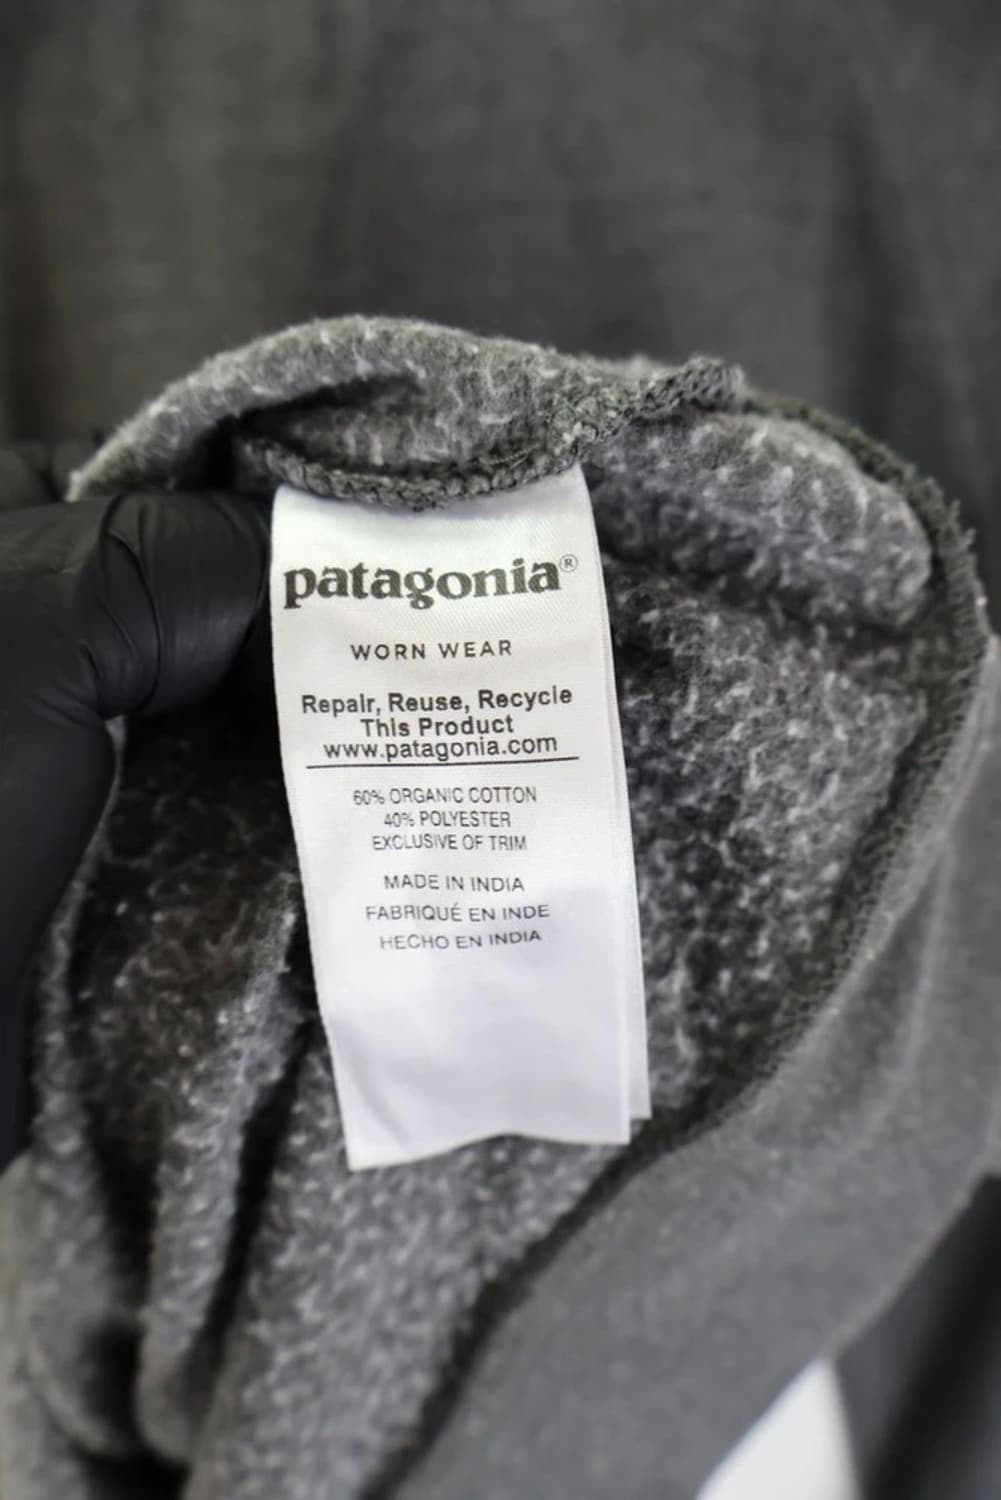 patagonia®
WORN WEAR
Repair, Reuse, Recycle
This Product
www.patagonia.com
60% ORGANIC COTTON
40% POLYESTER
EXCLUSIVE OF TRIM
MADE IN INDIA
FABRIQUÉ EN INDE
HECHO EN INDIA